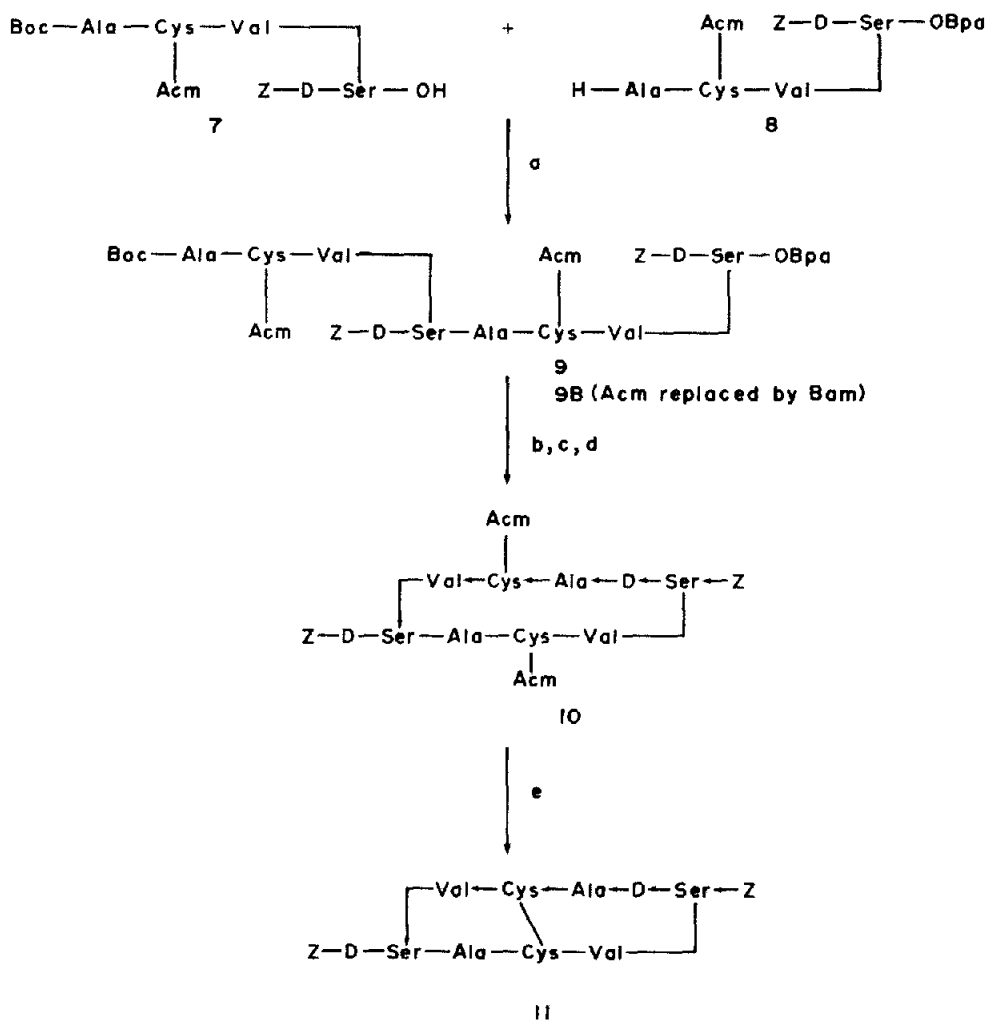 Boc—Ala—Cys—Val + Acm Z—D—Ser—OBpa
Acm Z—D—Ser—OH H—Ala—Cys—Val
7 8
a
Boc—Ala—Cys—Val Acm Z—D—Ser—OBpa
Acm Z—D—Ser—Ala—Cys—Val
9
9B (Acm replaced by Bam)
b, c, d
Acm
Val←Cys←Ala←D←Ser←Z
Z—D—Ser—Ala—Cys—Val
Acm
10
e
Val←Cys←Ala←D←Ser←Z
Z—D—Ser—Ala—Cys—Val
11